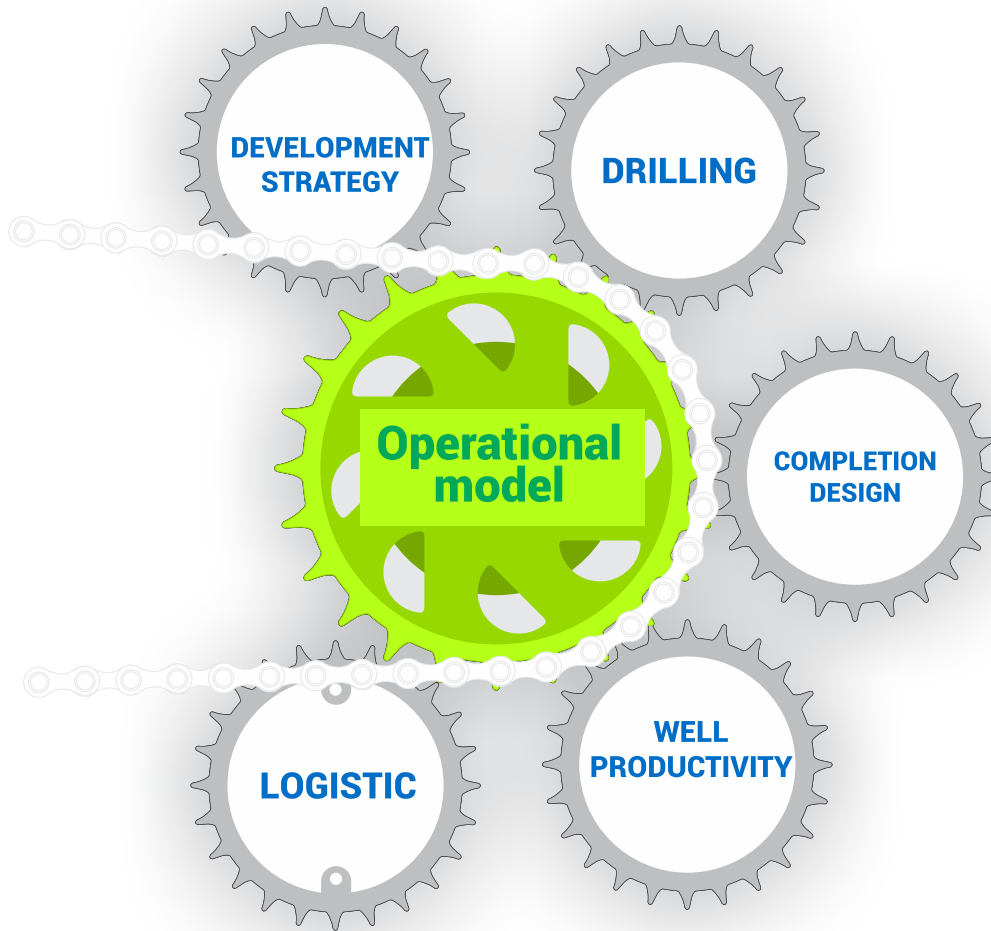 DEVELOPMENT
STRATEGY
DRILLING
Operational
model
COMPLETION
DESIGN
WELL
PRODUCTIVITY
LOGISTIC